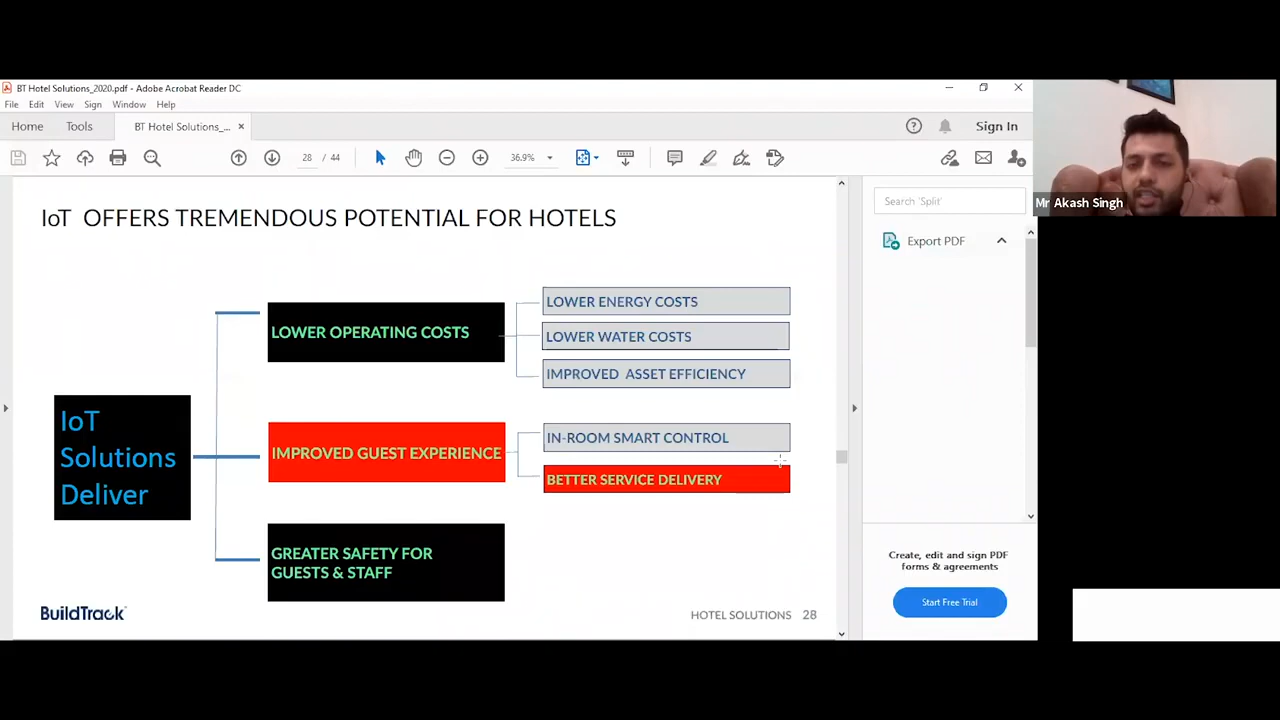 BT Hotel Solutions_2020.pdf - Adobe Acrobat Reader DC
File Edit View Sign Window Help
Home Tools BT Hotel Solutions_... × Sign In
28 / 44 36.9%
Mr Akash Singh
Search 'Split'
Export PDF
IoT OFFERS TREMENDOUS POTENTIAL FOR HOTELS
IoT
Solutions
Deliver
LOWER OPERATING COSTS
LOWER ENERGY COSTS
LOWER WATER COSTS
IMPROVED ASSET EFFICIENCY
IMPROVED GUEST EXPERIENCE
IN-ROOM SMART CONTROL
BETTER SERVICE DELIVERY
GREATER SAFETY FOR
GUESTS & STAFF
BuildTrack
HOTEL SOLUTIONS 28
Create, edit and sign PDF
forms & agreements
Start Free Trial